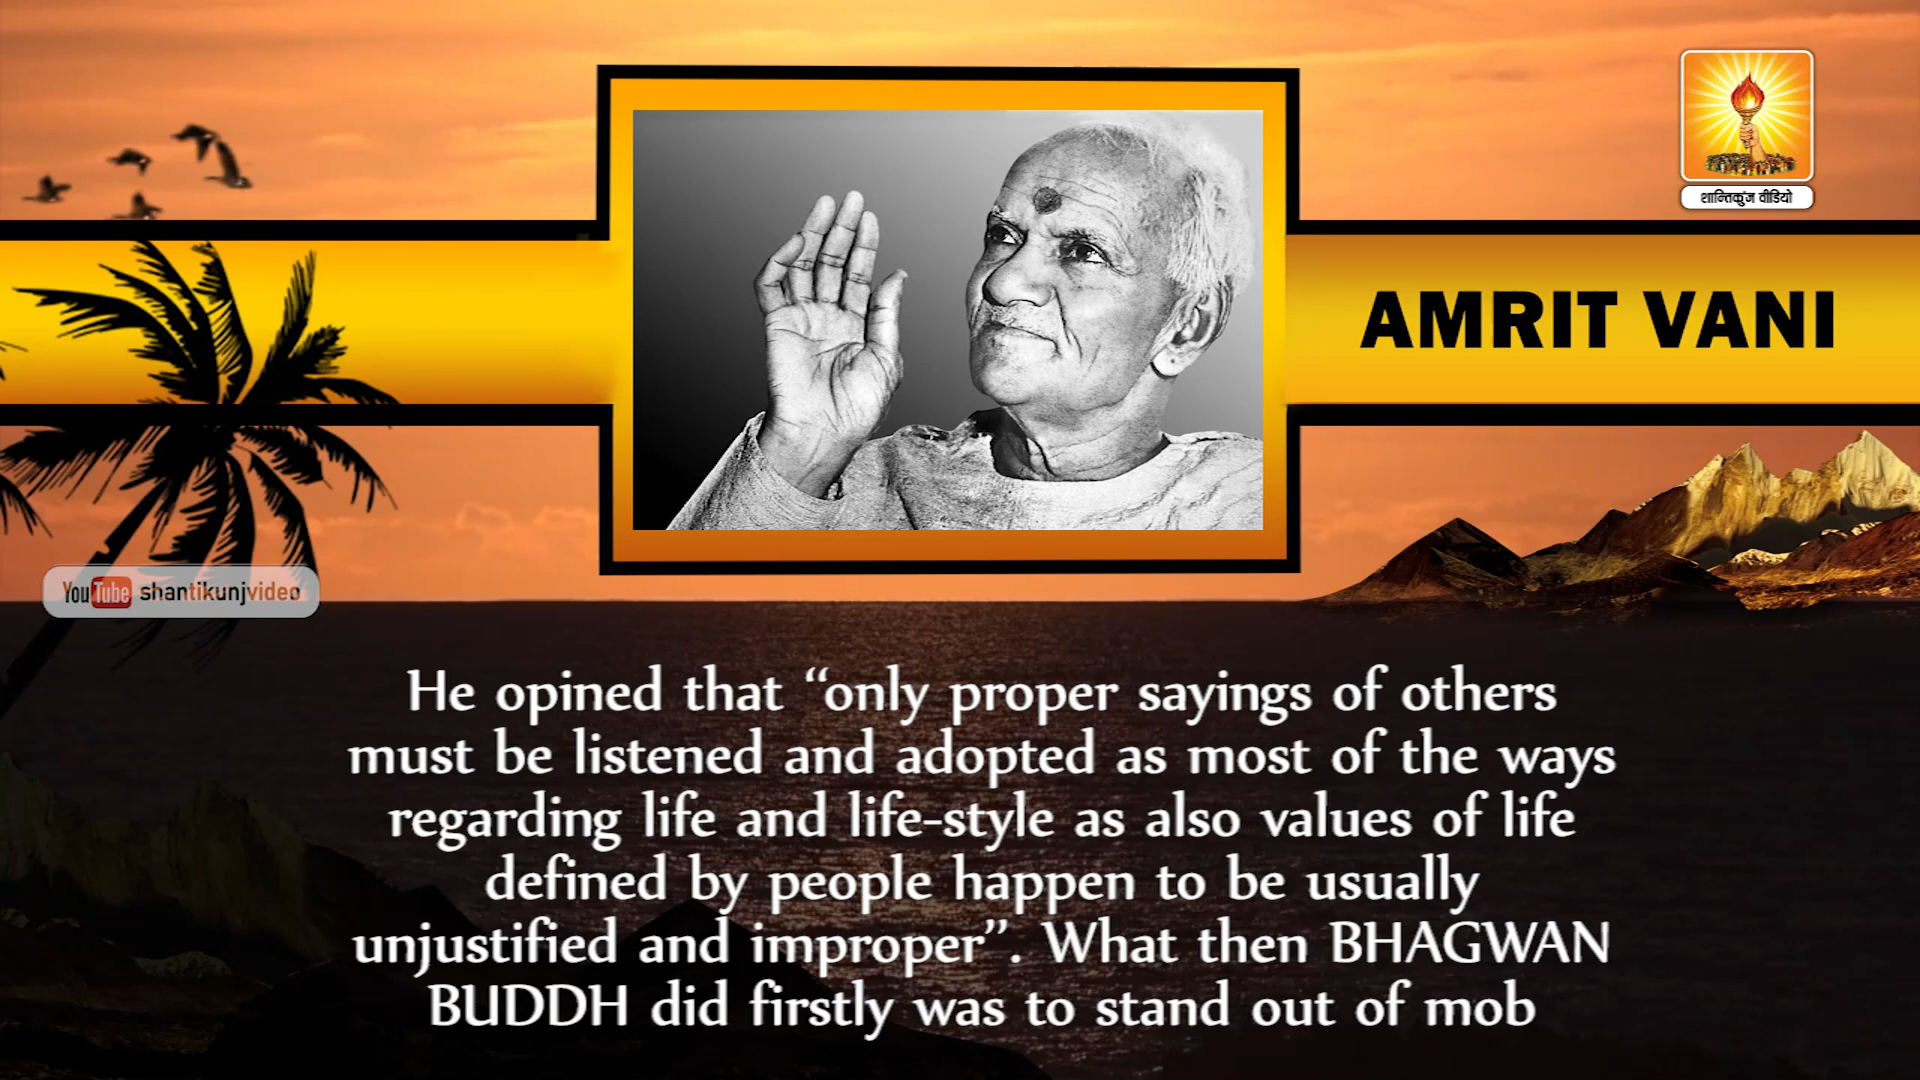 शान्तिकुंज वीडियो
AMRIT VANI
YouTube shantikunjvideo
He opined that “only proper sayings of others
must be listened and adopted as most of the ways
regarding life and life-style as also values of life
defined by people happen to be usually
unjustified and improper”. What then BHAGWAN
BUDDH did firstly was to stand out of mob